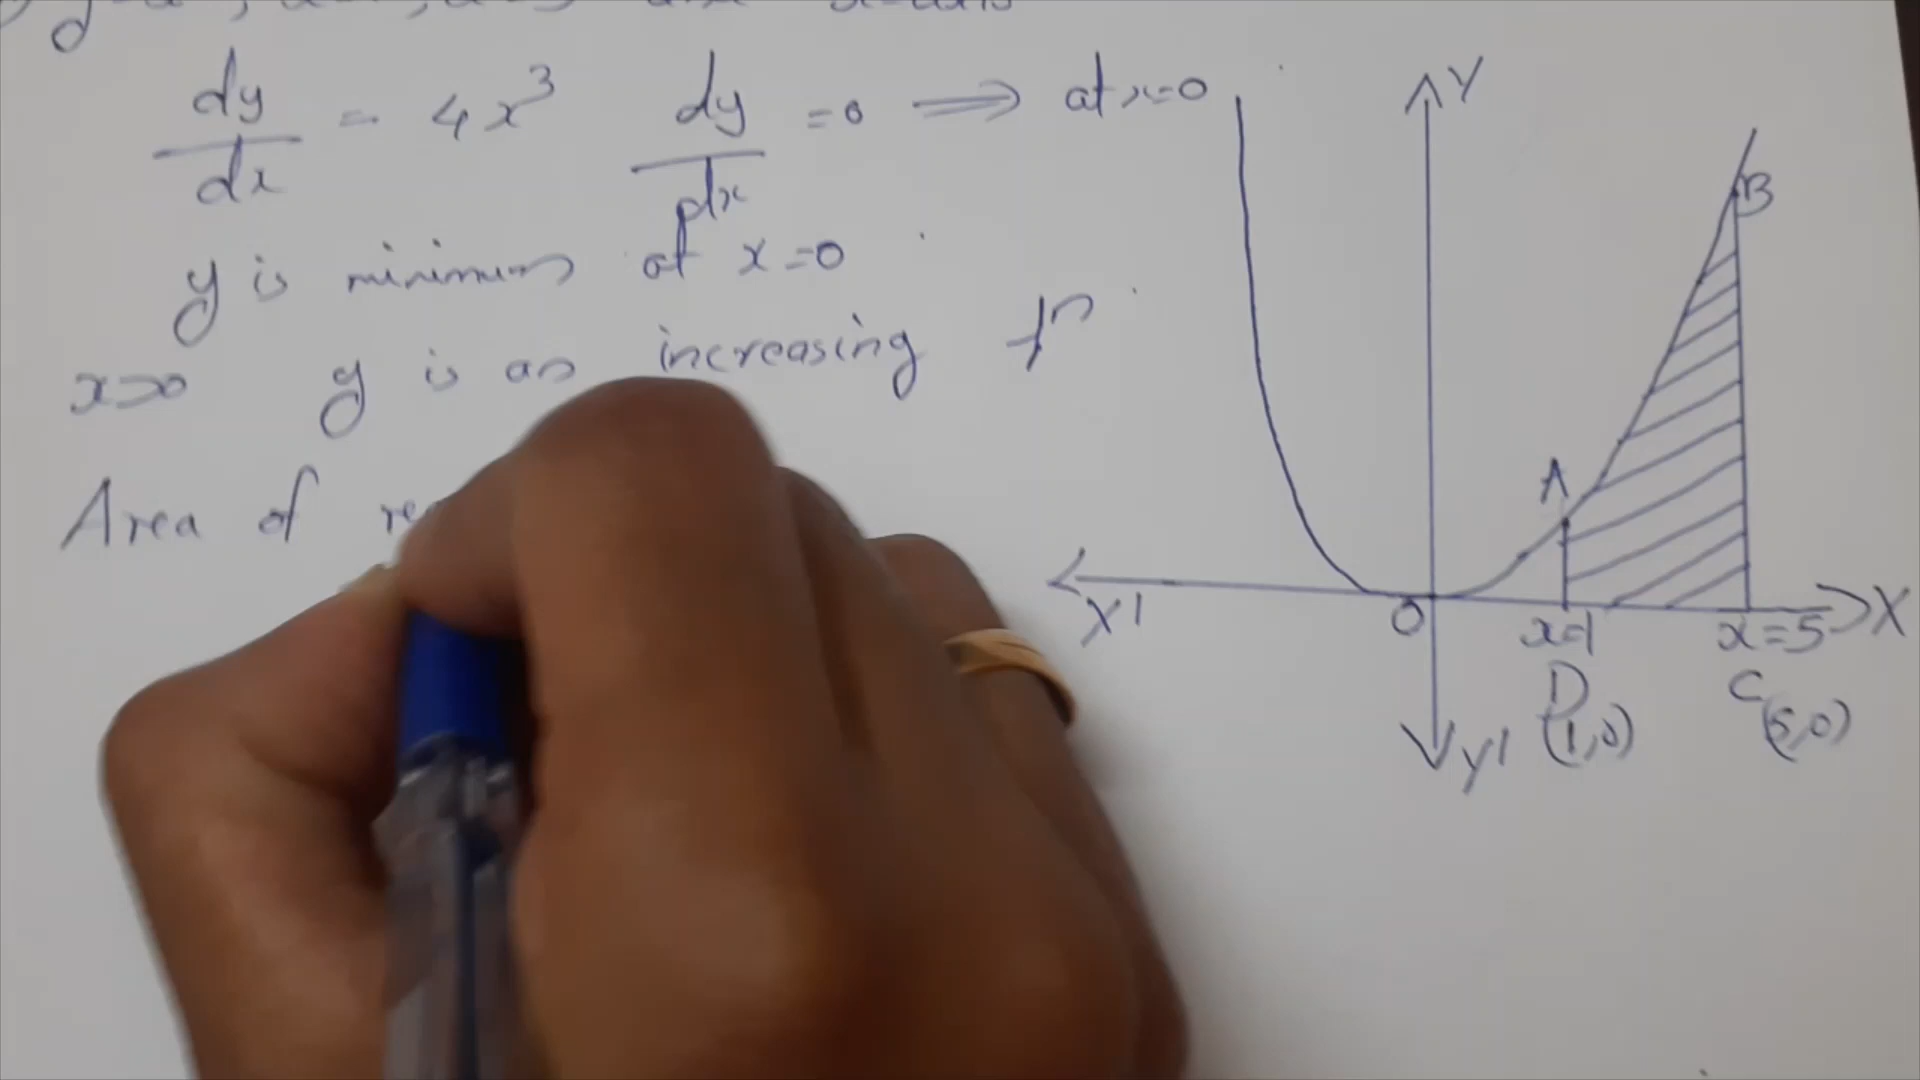 dy/dx = 4x³ dy/dx =0 ⟹ at x=0
y is minimum at x=0
x>0 y is an increasing fⁿ
Area of
Y
B
A
X'
O
x=1
x=5
X
D
C
(1,0)
(5,0)
Y'